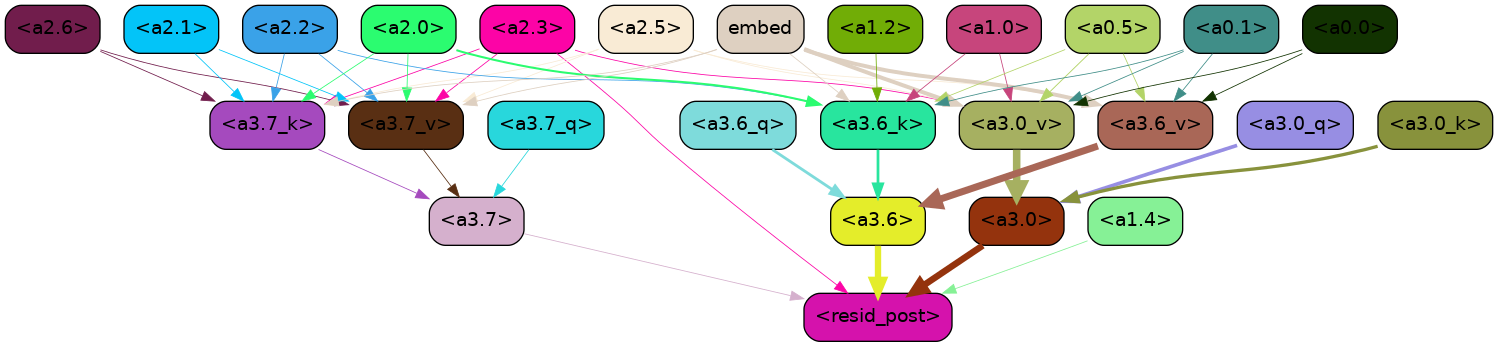 <a2.6> <a2.1> <a2.2> <a2.0> <a2.3> <a2.5> embed <a1.2> <a1.0> <a0.5> <a0.1> <a0.0>
<a3.7_k> <a3.7_v> <a3.7_q> <a3.6_q> <a3.6_k> <a3.0_v> <a3.6_v> <a3.0_q> <a3.0_k>
<a3.7> <a3.6> <a3.0> <a1.4>
<resid_post>